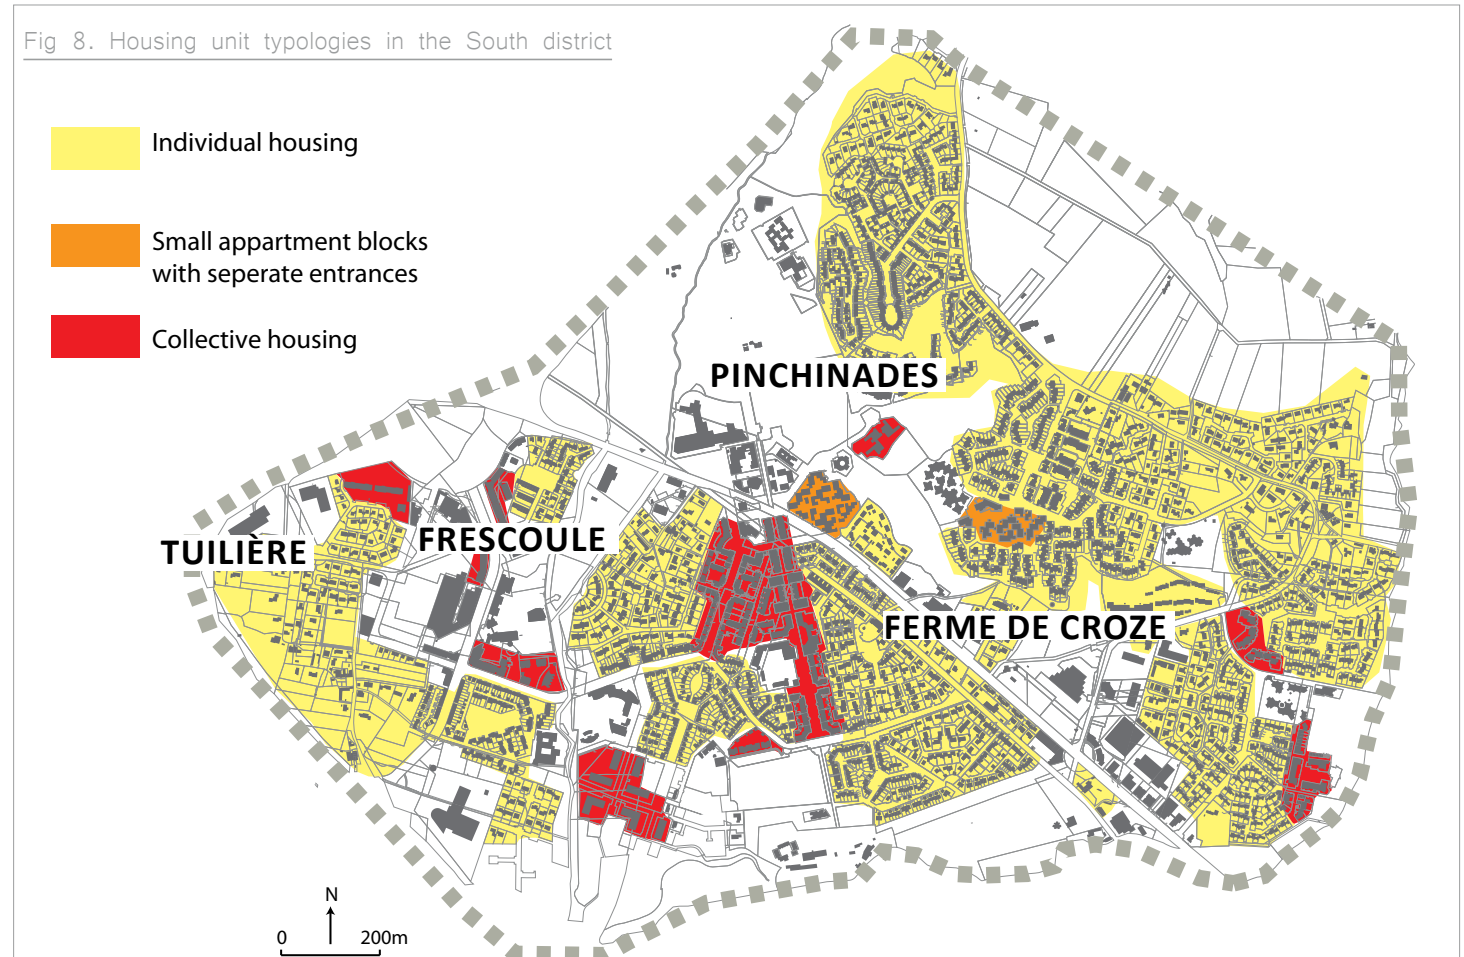 Fig 8. Housing unit typologies in the South district
Individual housing
Small appartment blocks
with seperate entrances
Collective housing
PINCHINADES
FRESCOULE
TUILIÈRE
FERME DE CROZE
N
0 200m